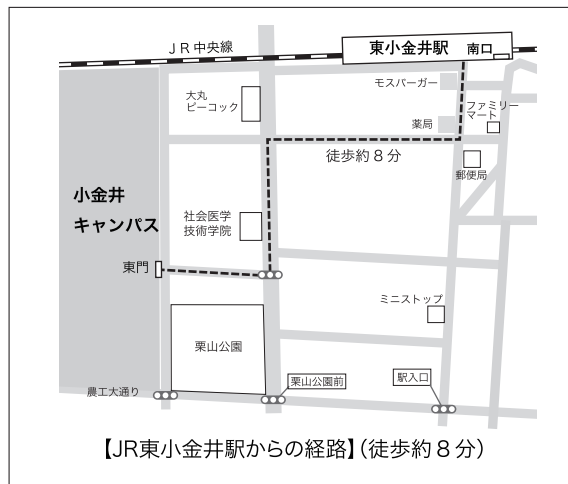 JR中央線
東小金井駅 南口
モスバーガー
大丸
ピーコック
ファミリー
マート
薬局
徒歩約8分
郵便局
小金井
キャンパス
社会医学
技術学院
東門
ミニストップ
栗山公園
農工大通り
栗山公園前
駅入口
【JR東小金井駅からの経路】(徒歩約8分)